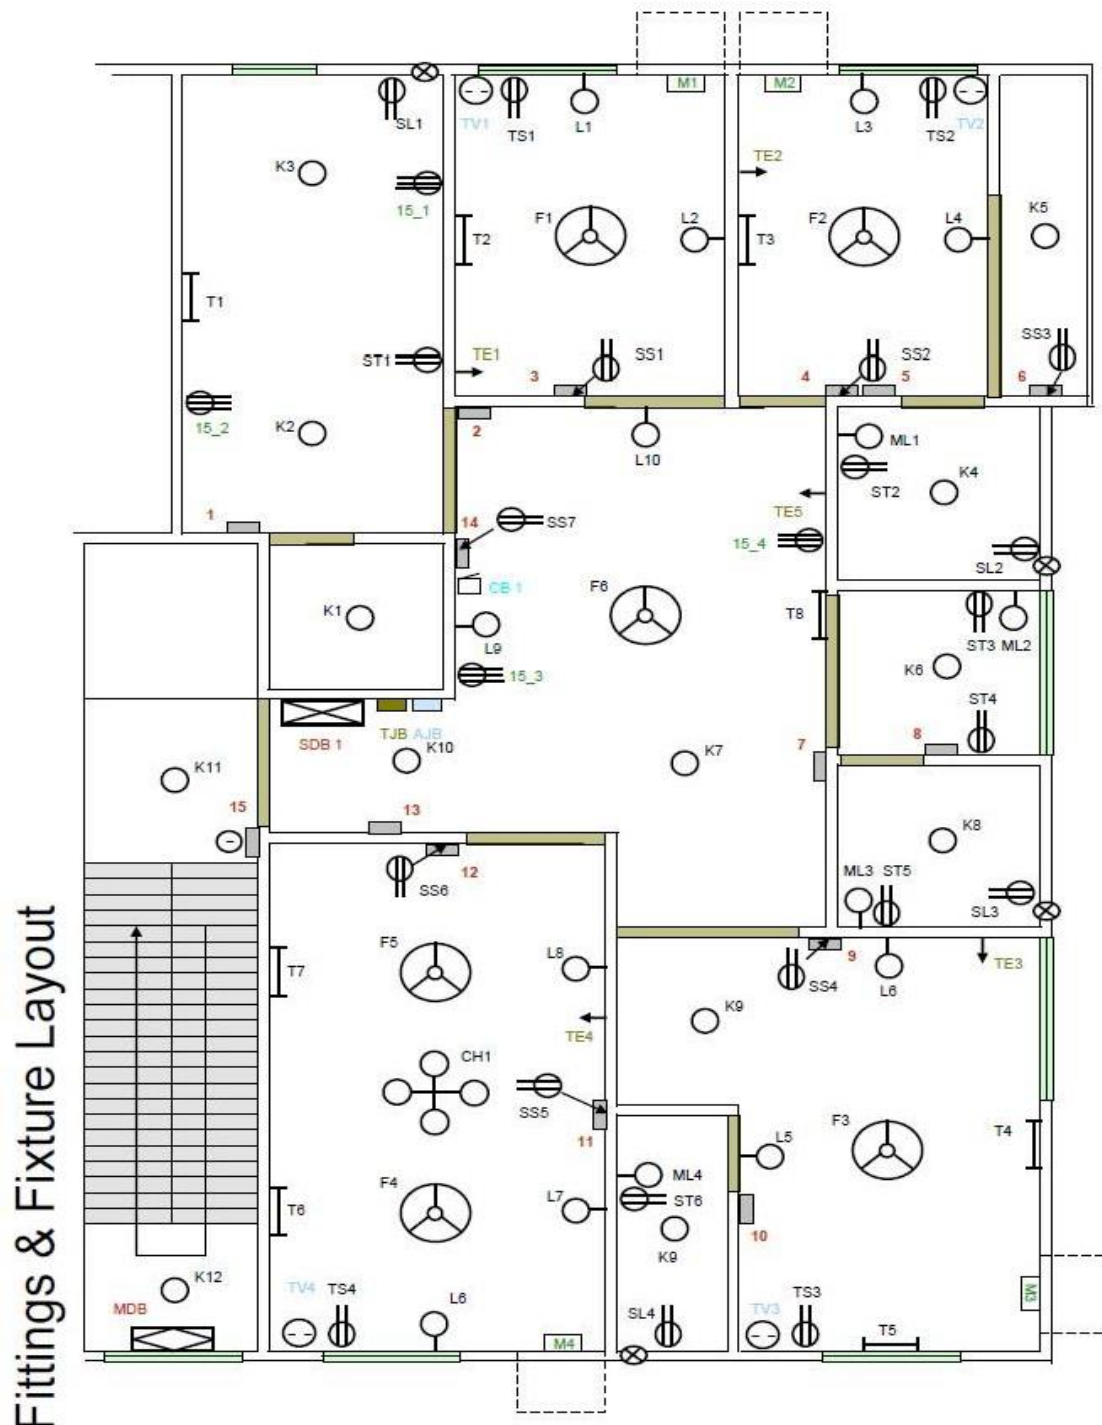 M1
M2
SL1
TV1
TS1
L1
L3
TS2
TV2
K3
TE2
15_1
F1
L2
F2
L4
K5
T2
T3
T1
SS3
ST1
TE1
SS1
SS2
3
4
5
6
15_2
K2
2
L10
ML1
ST2
K4
1
14
SS7
TE5
15_4
SL2
CB 1
F6
K1
T8
L9
ST3
ML2
K6
15_3
ST4
SDB 1
TJB
AJB
K10
K7
7
8
K11
15
13
K8
12
SS6
ML3
ST5
SL3
F5
L8
T7
9
SS4
L6
TE3
K9
TE4
CH1
SS5
11
F3
T4
L5
ML4
ST6
F4
L7
T6
K9
10
K12
MDB
TV4
TS4
L6
SL4
TV3
TS3
M3
M4
T5
Fittings & Fixture Layout